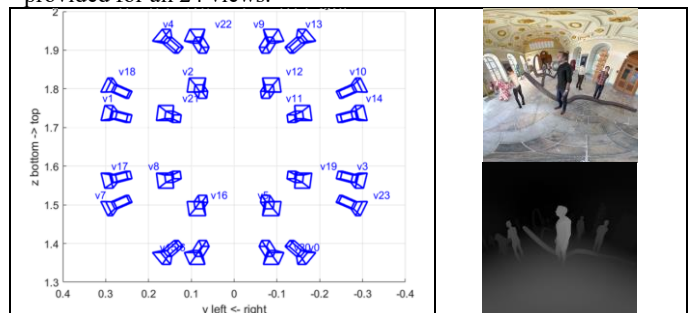 provided for all 24 views.
2
v4
v22
v9
v13
1.9
v18
v2
v12
v10
1.8
v1
v21
v11
v14
1.7
z bottom -> top
1.6
v17
v8
v19
v3
v7
v16
v5
v23
1.5
1.4
1.3
0.4
0.3
0.2
0.1
0
-0.1
-0.2
-0.3
-0.4
y left <- right